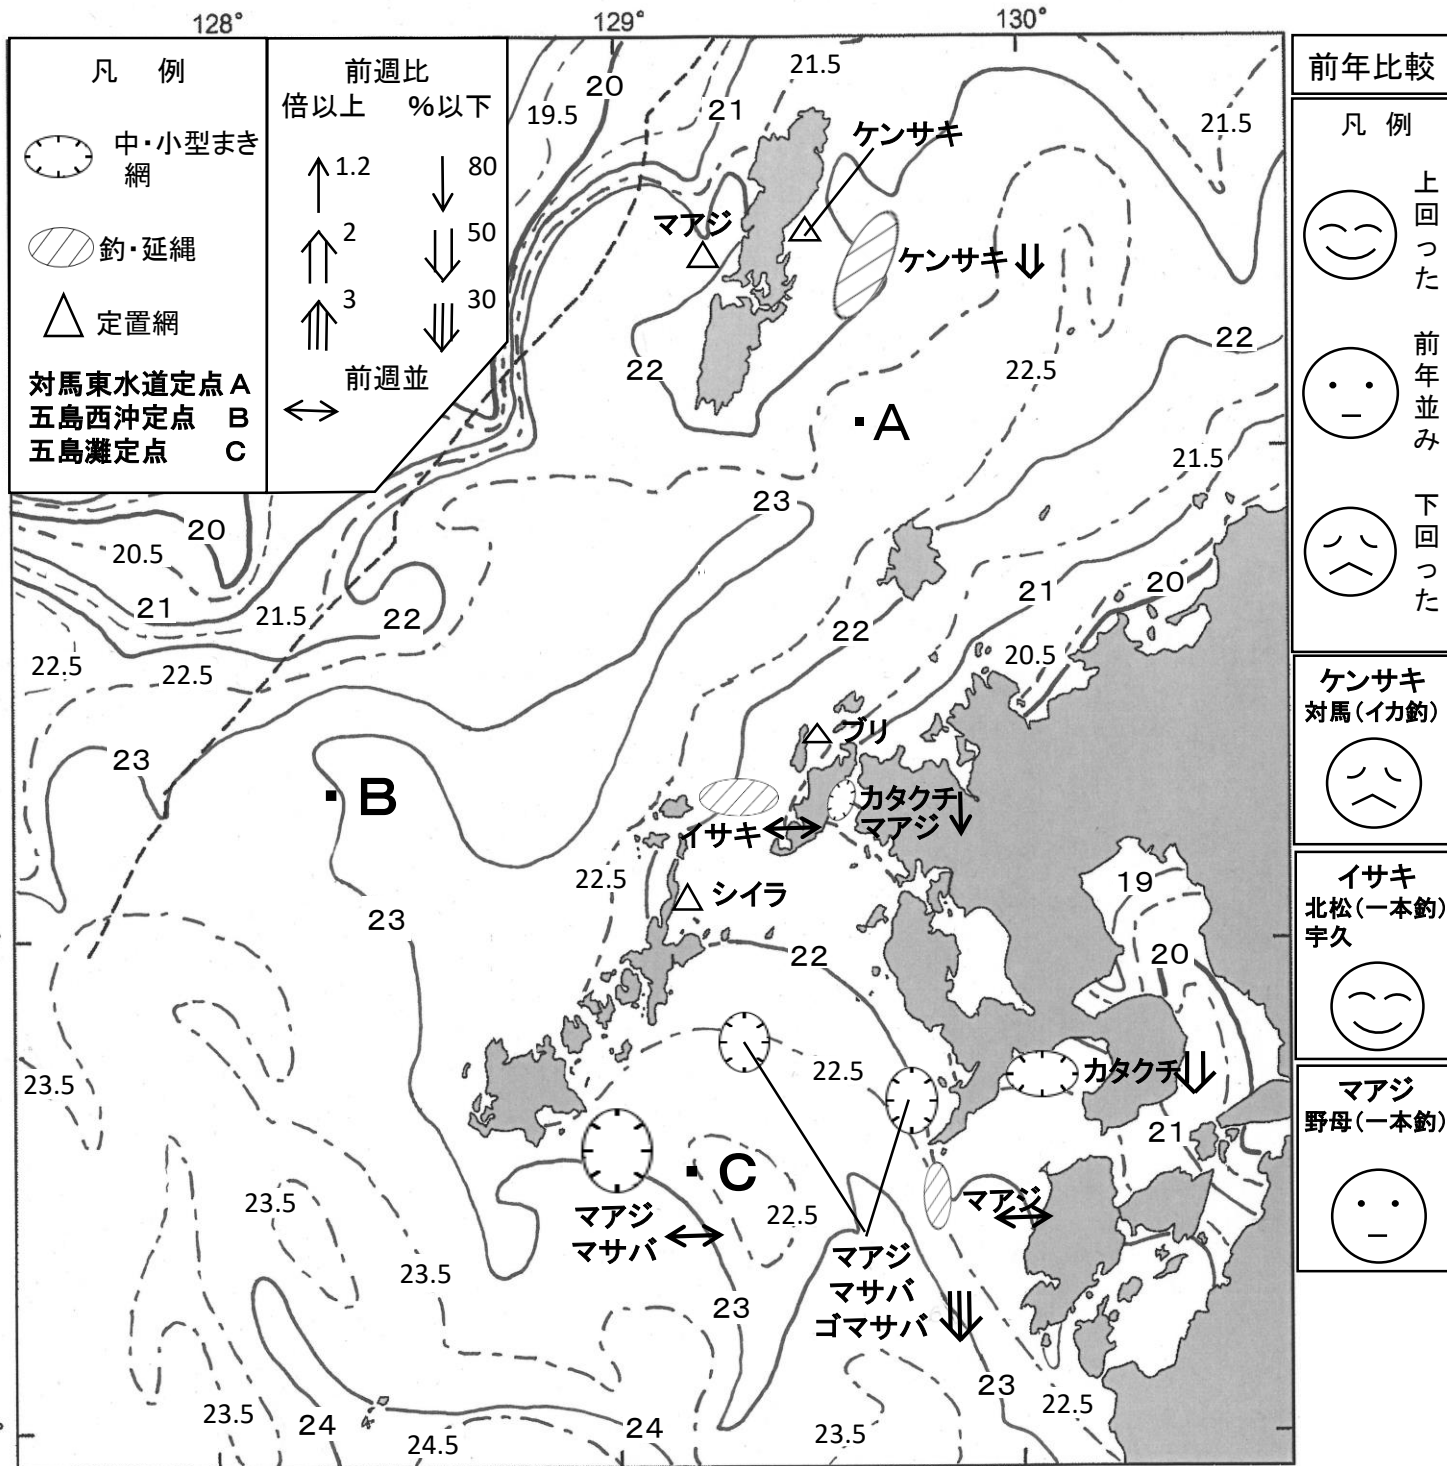 128°
129°
130°
凡 例
中・小型まき
網
釣・延縄
定置網
対馬東水道定点 A
五島西沖定点 B
五島灘定点 C
前週比
倍以上 %以下
1.2 80
2 50
3 30
前週並
前年比較
凡 例
上回った
前年並み
下回った
ケンサキ
対馬(イカ釣)
イサキ
北松(一本釣)
宇久
マアジ
野母(一本釣)
20
19.5
21
21.5
21.5
ケンサキ
マアジ
ケンサキ
22
22
22.5
A
21.5
23
20
20.5
21
21.5
22
22.5
22.5
21
20
22
20.5
23
B
ブリ
カタクチ
マアジ
イサキ
22.5
シイラ
19
23
22
20
23.5
22.5
カタクチ
21
C
23.5
22.5
マアジ
マアジ
マサバ
マアジ
マサバ
ゴマサバ
23.5
23
23
22.5
23.5
24
24.5
24
23.5